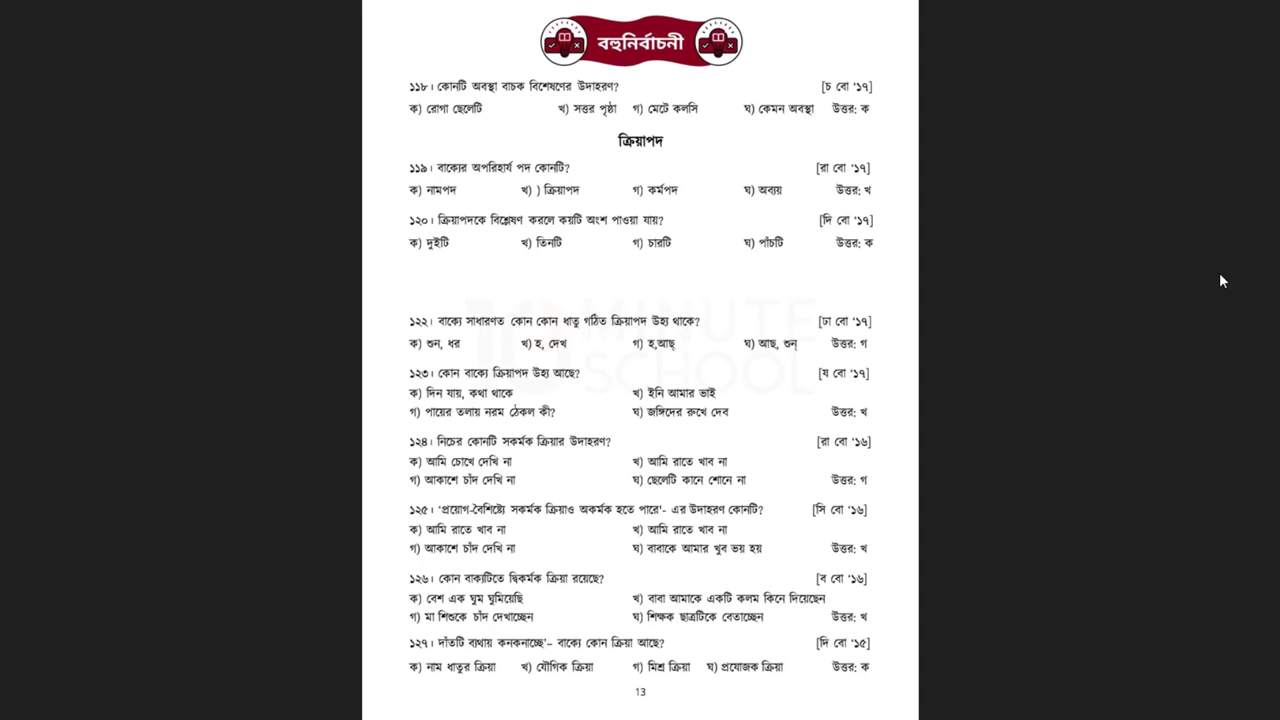 বহুনির্বাচনী
১১৮। কোনটি অবস্থা বাচক বিশেষণের উদাহরণ? [চ বো ‘১৭]
ক) রোগা ছেলেটি খ) সত্তর পৃষ্ঠা গ) মেটে কলসি ঘ) কেমন অবস্থা উত্তর: ক
ক্রিয়াপদ
১১৯। বাক্যের অপরিহার্য পদ কোনটি? [রা বো ‘১৭]
ক) নামপদ খ) ) ক্রিয়াপদ গ) কর্মপদ ঘ) অব্যয় উত্তর: খ
১২০। ক্রিয়াপদকে বিশ্লেষণ করলে কয়টি অংশ পাওয়া যায়? [দি বো ‘১৭]
ক) দুইটি খ) তিনটি গ) চারটি ঘ) পাঁচটি উত্তর: ক
10 MINUTE SCHOOL
১২২। বাক্যে সাধারণত কোন কোন ধাতু গঠিত ক্রিয়াপদ উহ্য থাকে? [ঢা বো ‘১৭]
ক) শুন, ধর খ) হ, দেখ গ) হ,আছ্ ঘ) আছ, শুন্ উত্তর: গ
১২৩। কোন বাক্যে ক্রিয়াপদ উহ্য আছে? [য বো ‘১৭]
ক) দিন যায়, কথা থাকে খ) ইনি আমার ভাই
গ) পায়ের তলায় নরম ঠেকল কী? ঘ) জঙ্গিদের রুখে দেব উত্তর: খ
১২৪। নিচের কোনটি সকর্মক ক্রিয়ার উদাহরণ? [রা বো ‘১৬]
ক) আমি চোখে দেখি না খ) আমি রাতে খাব না
গ) আকাশে চাঁদ দেখি না ঘ) ছেলেটি কানে শোনে না উত্তর: গ
১২৫। ‘প্রয়োগ-বৈশিষ্ট্যে সকর্মক ক্রিয়াও অকর্মক হতে পারে’- এর উদাহরণ কোনটি? [সি বো ‘১৬]
ক) আমি রাতে খাব না খ) আমি রাতে খাব না
গ) আকাশে চাঁদ দেখি না ঘ) বাবাকে আমার খুব ভয় হয় উত্তর: খ
১২৬। কোন বাক্যটিতে দ্বিকর্মক ক্রিয়া রয়েছে? [ব বো ‘১৬]
ক) বেশ এক ঘুম ঘুমিয়েছি খ) বাবা আমাকে একটি কলম কিনে দিয়েছেন
গ) মা শিশুকে চাঁদ দেখাচ্ছেন ঘ) শিক্ষক ছাত্রটিকে বেতাচ্ছেন উত্তর: খ
১২৭। দাঁতটি ব্যথায় কনকনাচ্ছে’– বাক্যে কোন ক্রিয়া আছে? [দি বো ‘১৫]
ক) নাম ধাতুর ক্রিয়া খ) যৌগিক ক্রিয়া গ) মিশ্র ক্রিয়া ঘ) প্রযোজক ক্রিয়া উত্তর: ক
13